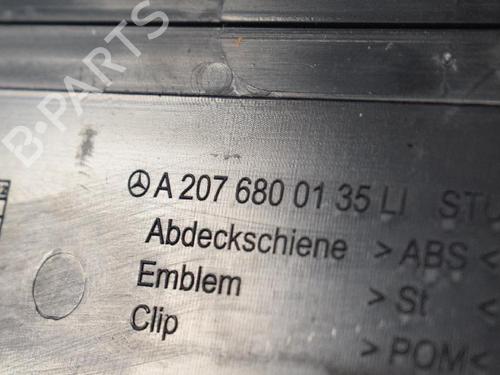 B-PARTS
A 207 680 01 35 LI
Abdeckschiene > ABS <
Emblem > St <
Clip > POM <